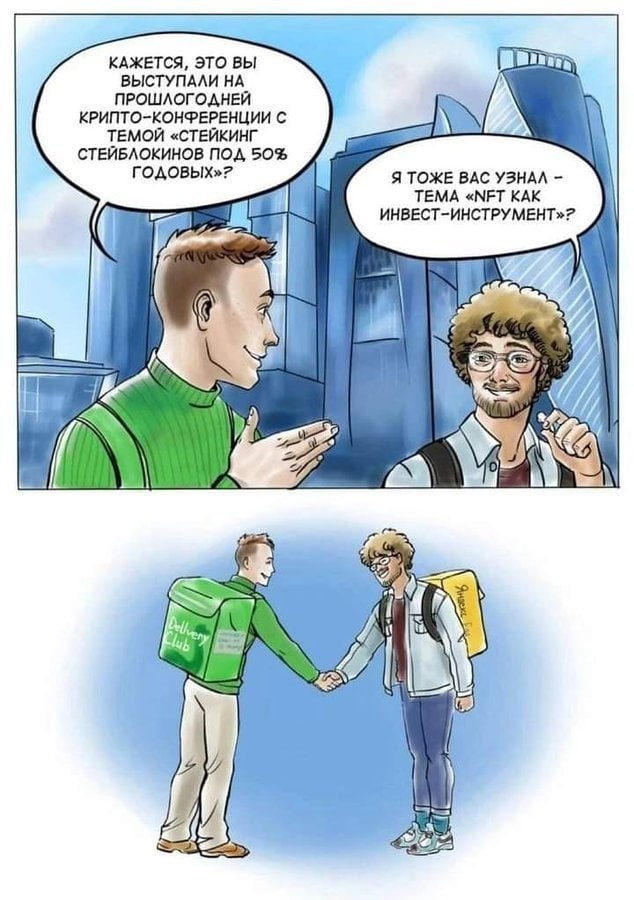 КАЖЕТСЯ, ЭТО ВЫ
ВЫСТУПАЛИ НА
ПРОШЛОГОДНЕЙ
КРИПТО-КОНФЕРЕНЦИИ С
ТЕМОЙ «СТЕЙКИНГ
СТЕЙБЛОКИНОВ ПОД 50%
ГОДОВЫХ»?
Я ТОЖЕ ВАС УЗНАЛ –
ТЕМА «NFT КАК
ИНВЕСТ-ИНСТРУМЕНТ»?
Delivery
Club
Яндекс